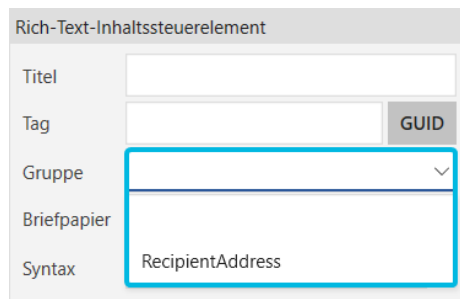 Rich-Text-Inhaltssteuerelement
Titel
Tag GUID
Gruppe
Briefpapier
RecipientAddress
Syntax